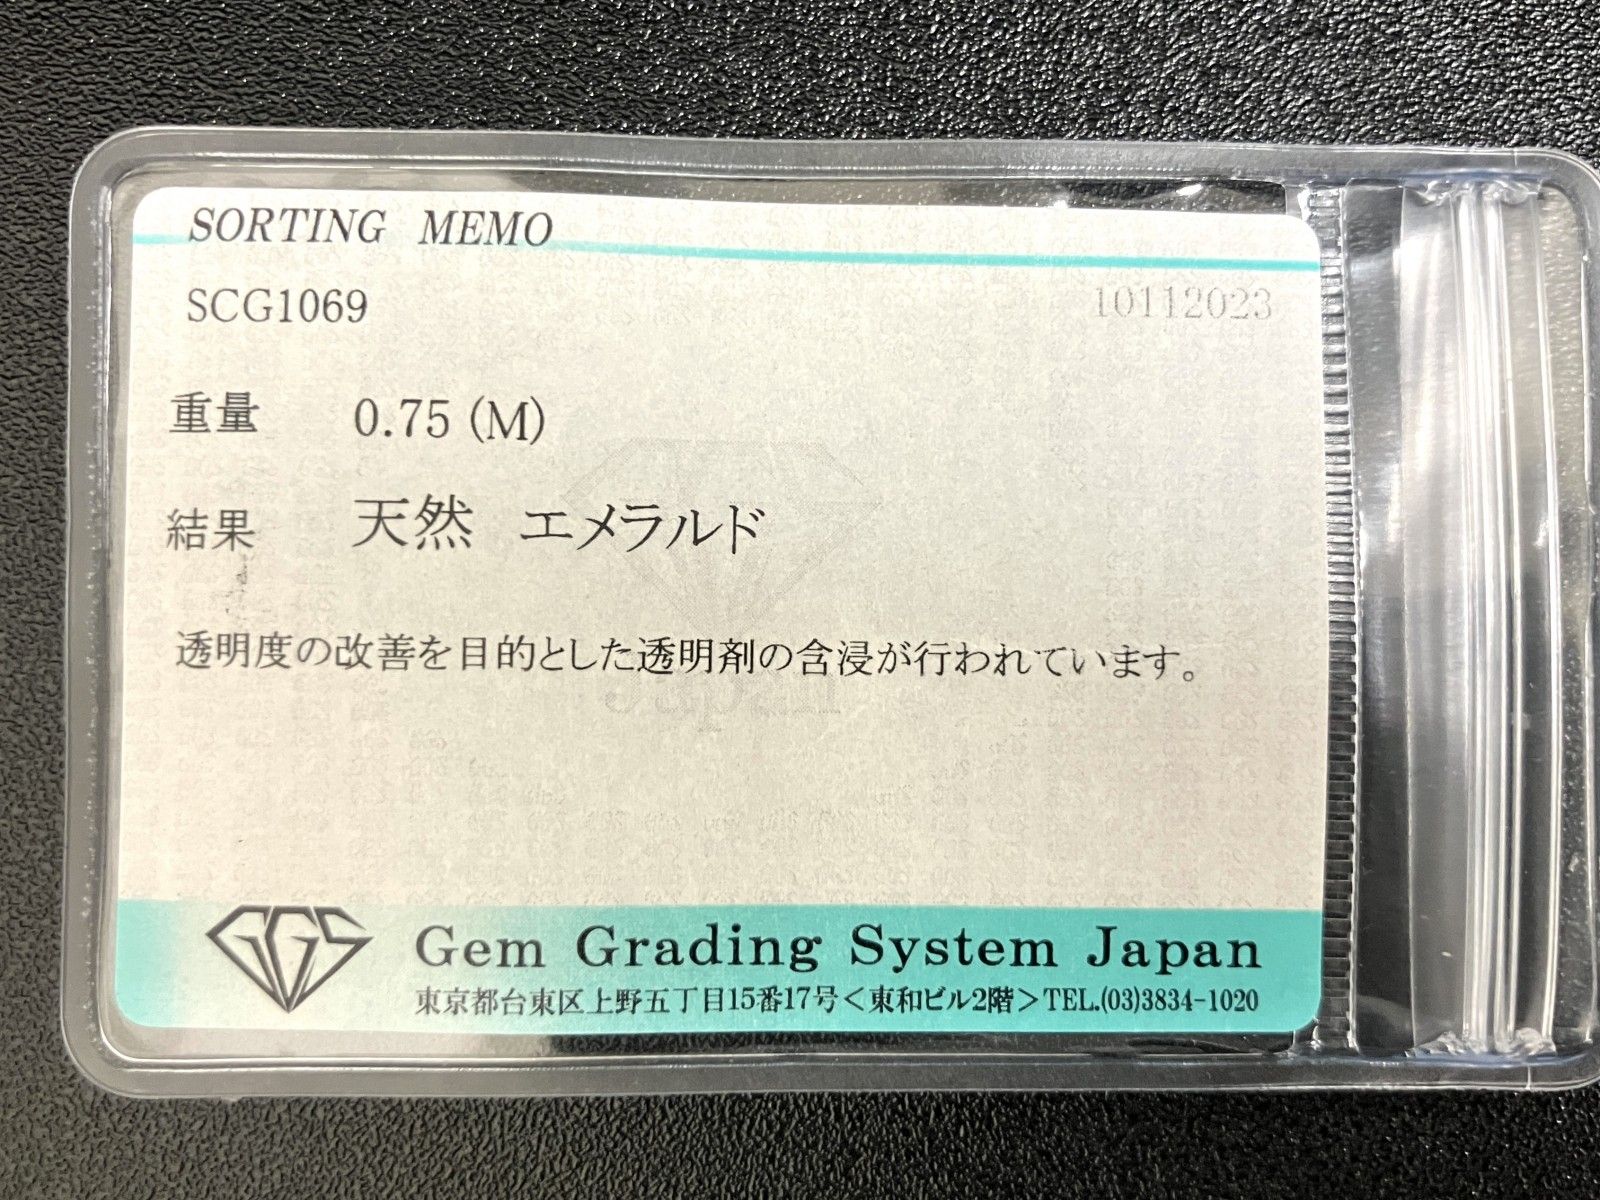 SORTING MEMO
SCG1069 10112023
重量 0.75 (M)
結果 天然 エメラルド
透明度の改善を目的とした透明剤の含浸が行われています。
Japan
GGS Gem Grading System Japan
東京都台東区上野五丁目15番17号＜東和ビル2階＞TEL.(03)3834-1020